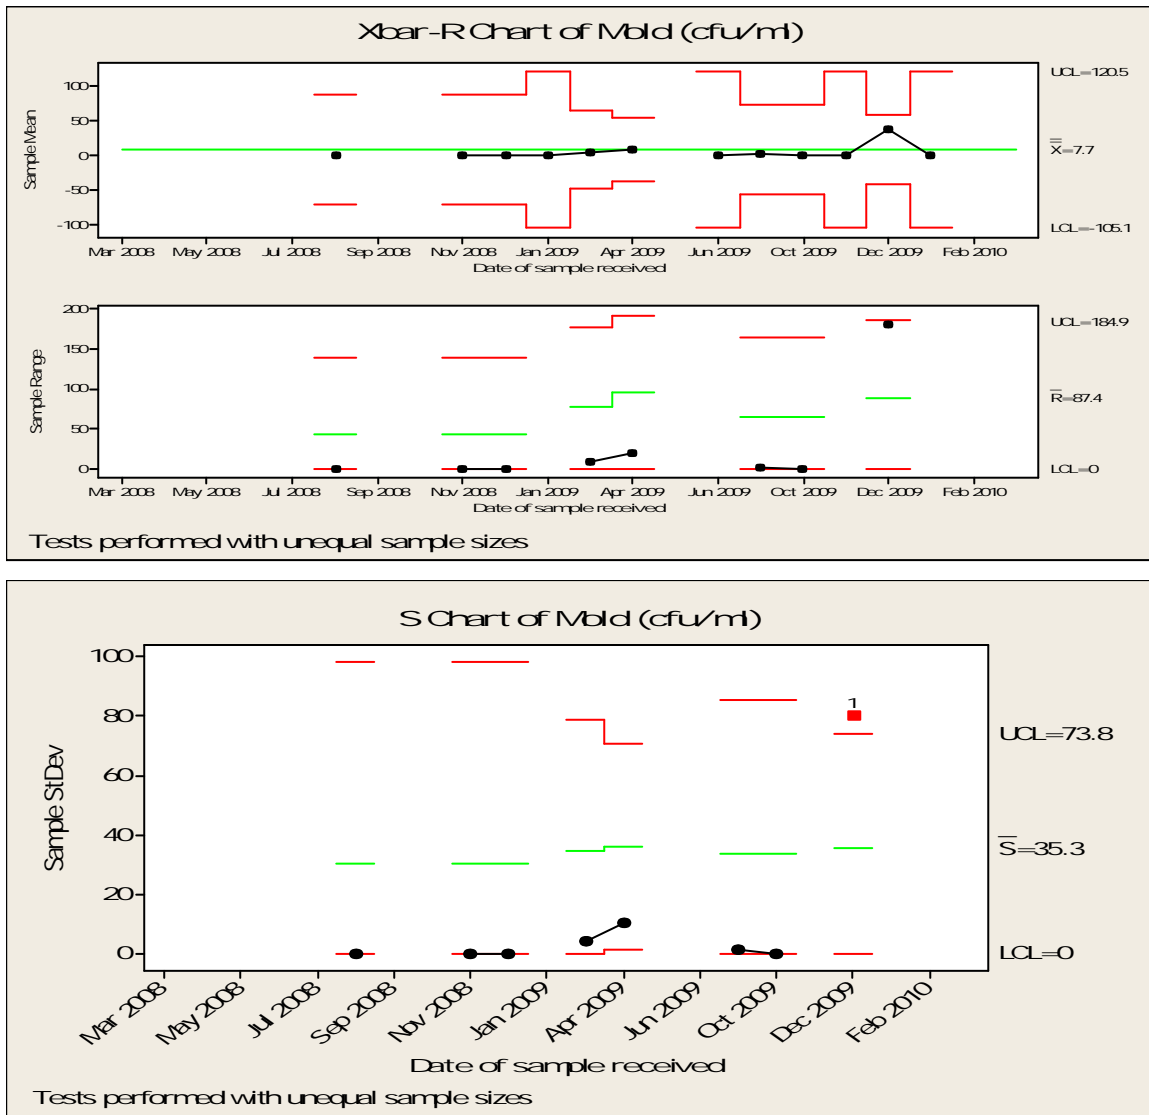 Xbar-R Chart of Mold (cfu/ml)
Sample Mean
100
50
0
-50
-100
UCL=120.5
X=7.7
LCL=-105.1
Mar 2008 May 2008 Jul 2008 Sep 2008 Nov 2008 Jan 2009 Apr 2009 Jun 2009 Oct 2009 Dec 2009 Feb 2010
Date of sample received
Sample Range
200
150
100
50
0
UCL=184.9
R=87.4
LCL=0
Mar 2008 May 2008 Jul 2008 Sep 2008 Nov 2008 Jan 2009 Apr 2009 Jun 2009 Oct 2009 Dec 2009 Feb 2010
Date of sample received
Tests performed with unequal sample sizes
S Chart of Mold (cfu/ml)
Sample StDev
100
80
60
40
20
0
1
UCL=73.8
S=35.3
LCL=0
Mar 2008 May 2008 Jul 2008 Sep 2008 Nov 2008 Jan 2009 Apr 2009 Jun 2009 Oct 2009 Dec 2009 Feb 2010
Date of sample received
Tests performed with unequal sample sizes